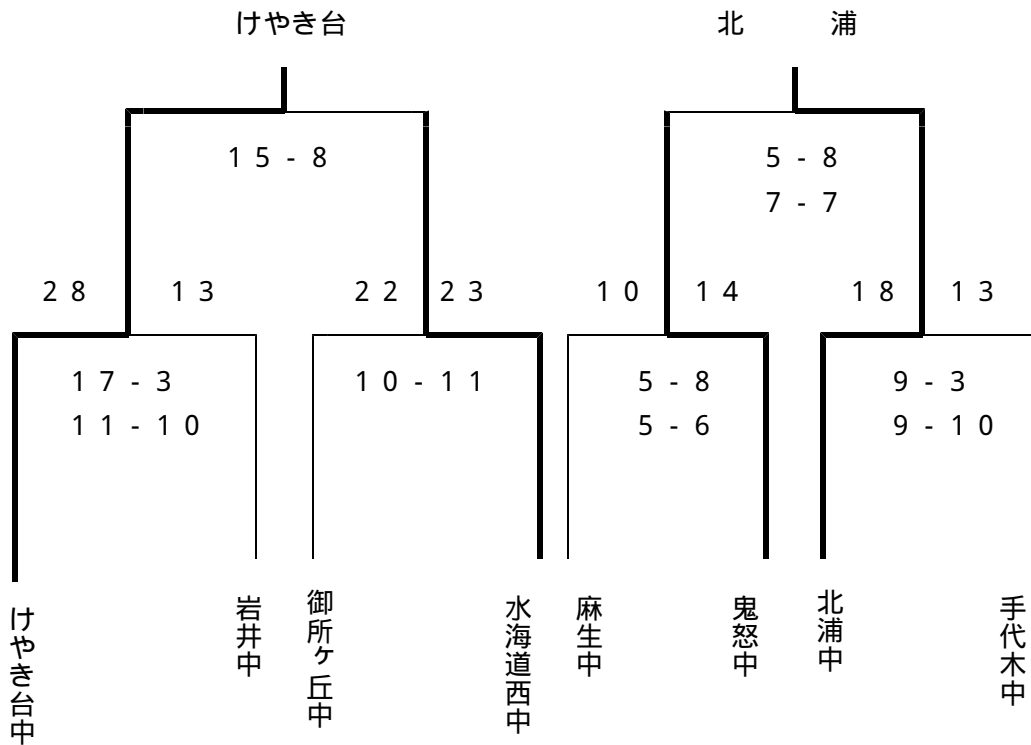 けやき台
北 浦
15-8
5-8
7-7
28 13 22 23 10 14 18 13
17-3
11-10
10-11
5-8
5-6
9-3
9-10
けやき台中
岩井中
御所ヶ丘中
水海道西中
麻生中
鬼怒中
北浦中
手代木中